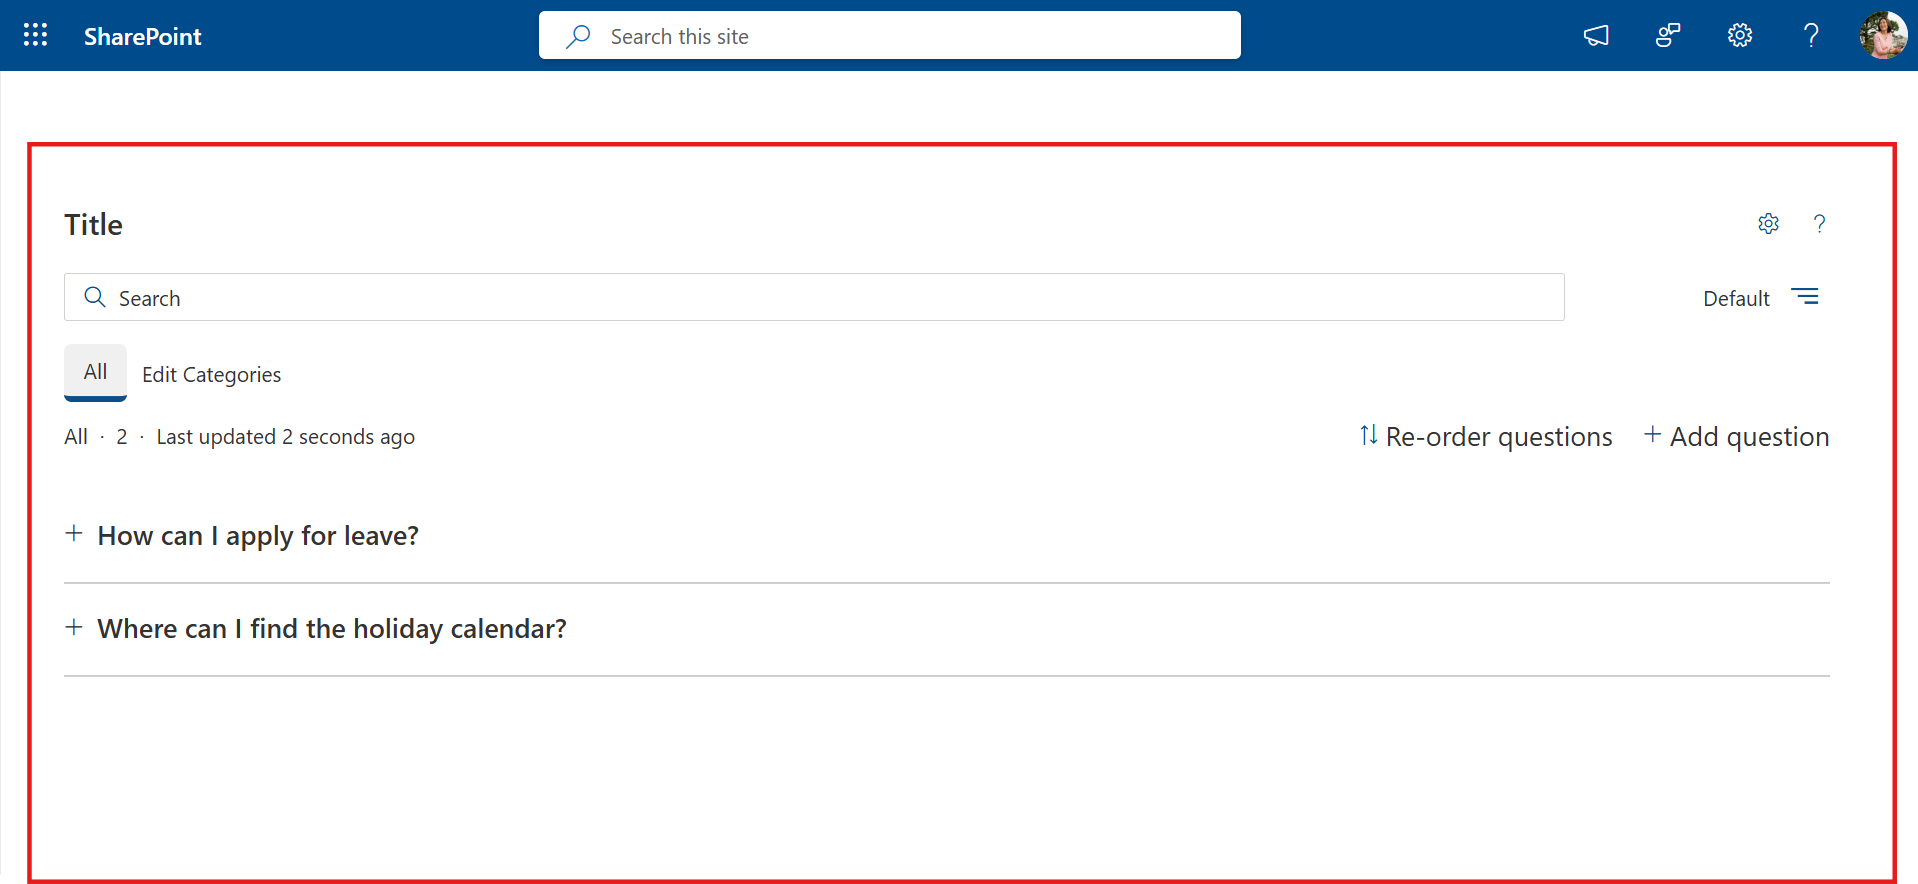 SharePoint
Search this site
Title
Search
Default
All
Edit Categories
All · 2 · Last updated 2 seconds ago
Re-order questions
+ Add question
+ How can I apply for leave?
+ Where can I find the holiday calendar?